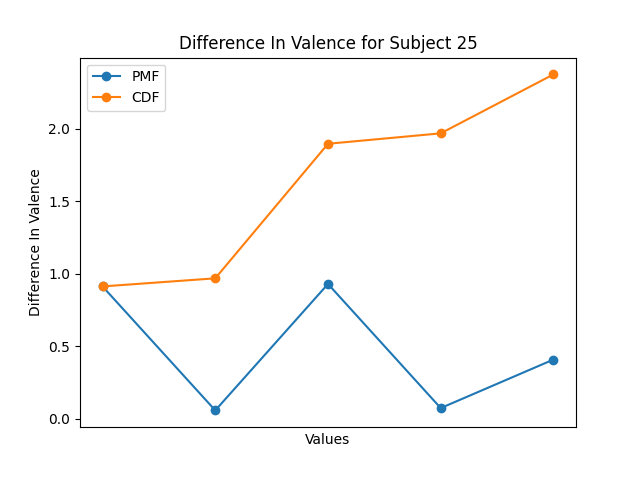 Difference In Valence for Subject 25
PMF
CDF
2.0
1.5
1.0
0.5
0.0
Difference In Valence
Values